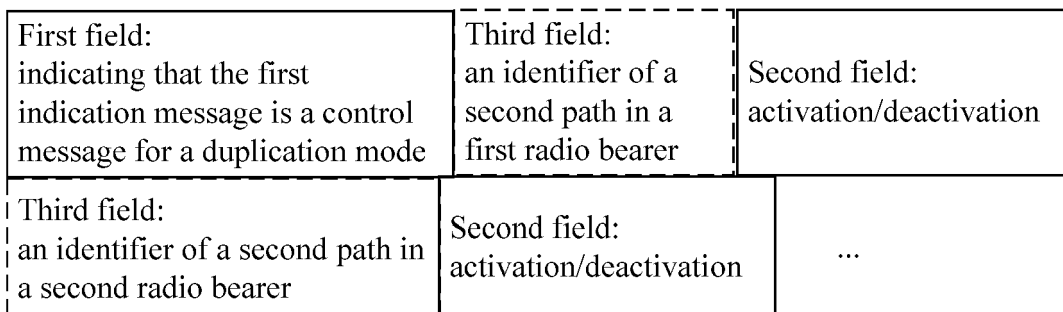 First field:
indicating that the first
indication message is a control
message for a duplication mode
Third field:
an identifier of a
second path in a
first radio bearer
Second field:
activation/deactivation
Third field:
an identifier of a second path in
a second radio bearer
Second field:
activation/deactivation
...